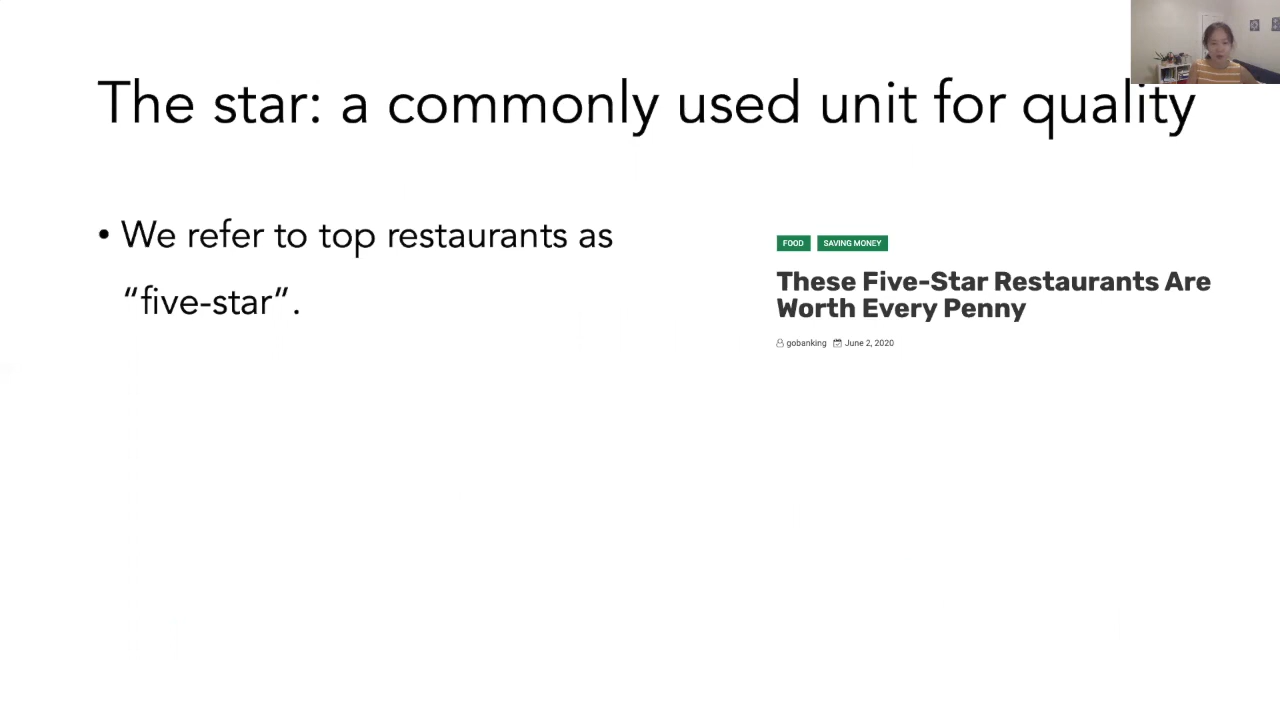 The star: a commonly used unit for quality
• We refer to top restaurants as
“five-star”.
FOOD SAVING MONEY
These Five-Star Restaurants Are
Worth Every Penny
gobanking June 2, 2020